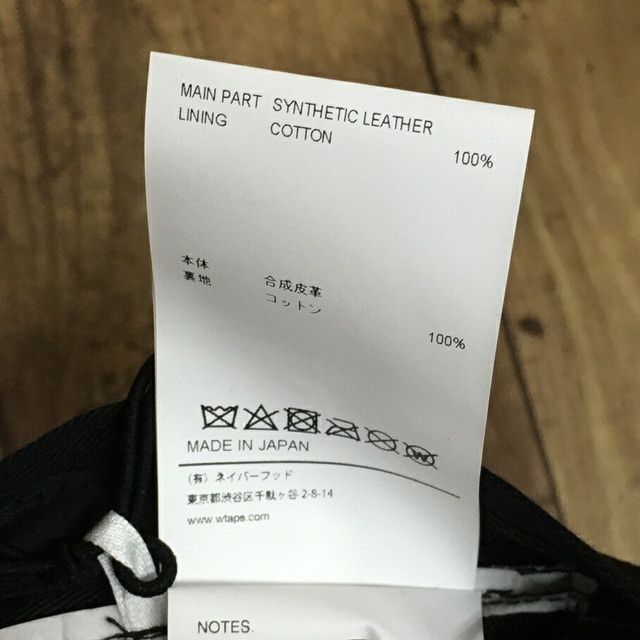 MAIN PART SYNTHETIC LEATHER
LINING COTTON 100%
本体 合成皮革
裏地 コットン 100%
MADE IN JAPAN
(有) ネイバーフッド
東京都渋谷区千駄ヶ谷 2-8-14
www.wtaps.com
NOTES.